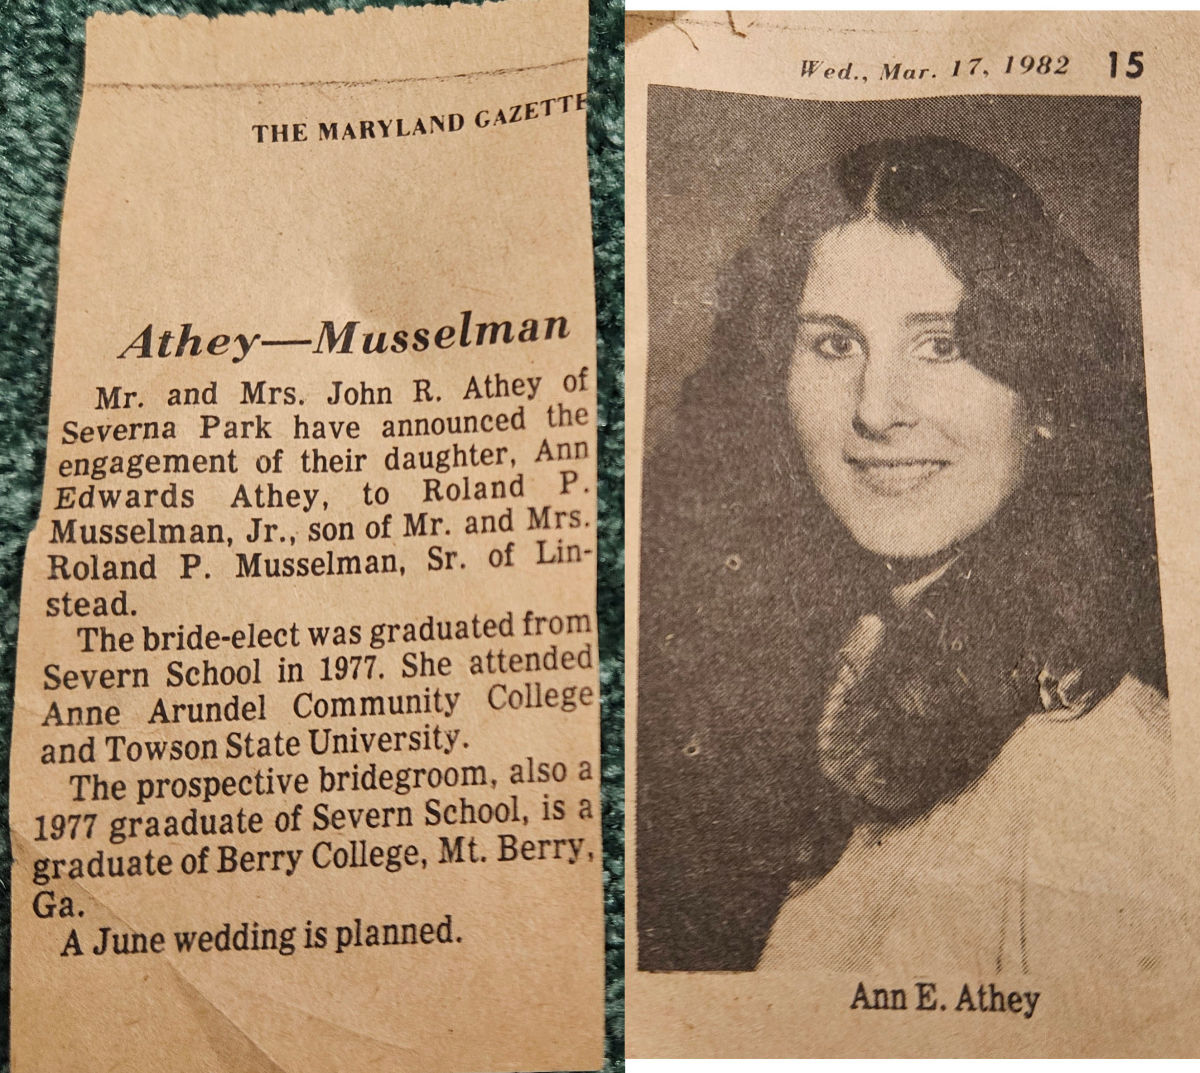 THE MARYLAND GAZETTE
Athey—Musselman
Mr. and Mrs. John R. Athey of
Severna Park have announced the
engagement of their daughter, Ann
Edwards Athey, to Roland P.
Musselman, Jr., son of Mr. and Mrs.
Roland P. Musselman, Sr. of Lin-
stead.
The bride-elect was graduated from
Severn School in 1977. She attended
Anne Arundel Community College
and Towson State University.
The prospective bridegroom, also a
1977 graaduate of Severn School, is a
graduate of Berry College, Mt. Berry,
Ga.
A June wedding is planned.
Wed., Mar. 17, 1982 15
Ann E. Athey